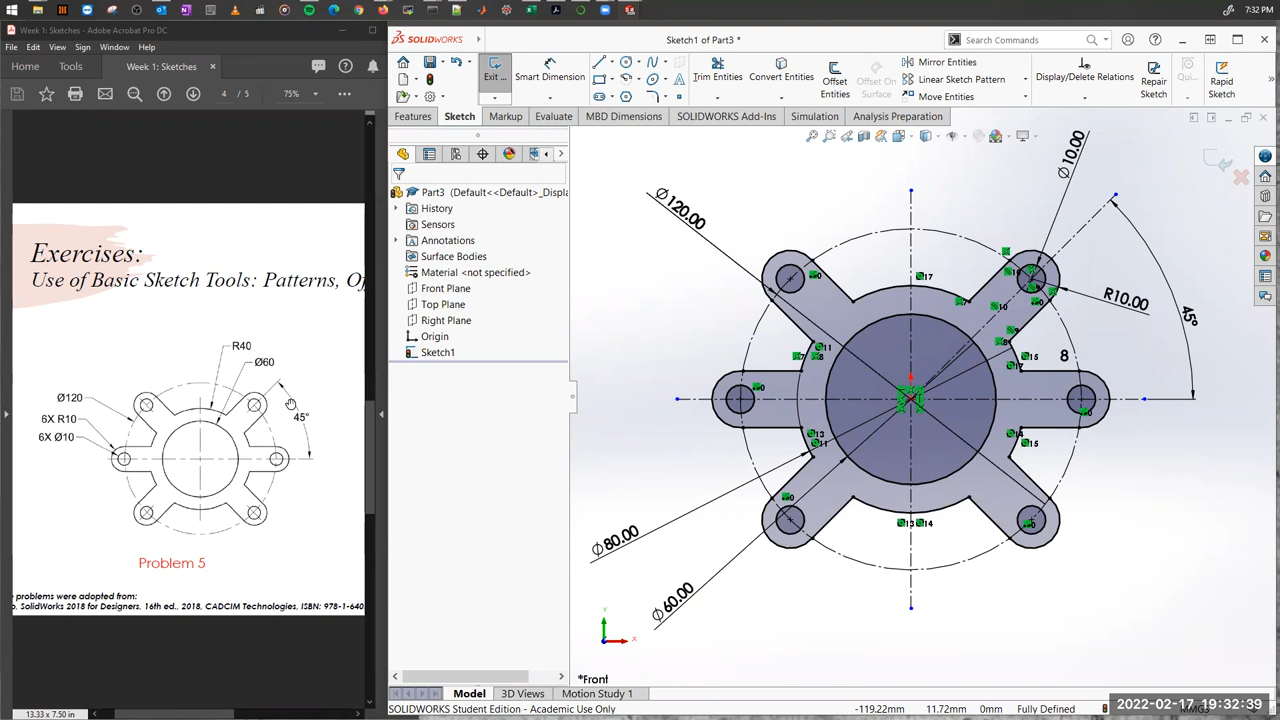 7:32 PM
Week 1: Sketches - Adobe Acrobat Pro DC
File Edit View Sign Window Help
Home Tools Week 1: Sketches ×
4 / 5 75%
Exercises:
Use of Basic Sketch Tools: Patterns, Of
R40
Ø60
Ø120
6X R10
6X Ø10
45°
Problem 5
problems were adopted from:
o, SolidWorks 2018 for Designers, 16th ed., 2018, CADCIM Technologies, ISBN: 978-1-640
13.33 x 7.50 in
SOLIDWORKS
Sketch1 of Part3 *
Search Commands
Exit ...
Smart Dimension
Trim Entities
Convert Entities
Offset Entities
Offset On Surface
Mirror Entities
Linear Sketch Pattern
Move Entities
Display/Delete Relations
Repair Sketch
Qui...
Rapid Sketch
Features Sketch Markup Evaluate MBD Dimensions SOLIDWORKS Add-Ins Simulation Analysis Preparation
Part3 (Default<<Default>_Displa
History
Sensors
Annotations
Surface Bodies
Material <not specified>
Front Plane
Top Plane
Right Plane
Origin
Sketch1
Ø120.00
Ø10.00
R10.00
45°
8
Ø80.00
Ø60.00
Y
X
*Front
Model 3D Views Motion Study 1
SOLIDWORKS Student Edition - Academic Use Only
-119.22mm 11.72mm 0mm Fully Defined
2022-02-17 19:32:39